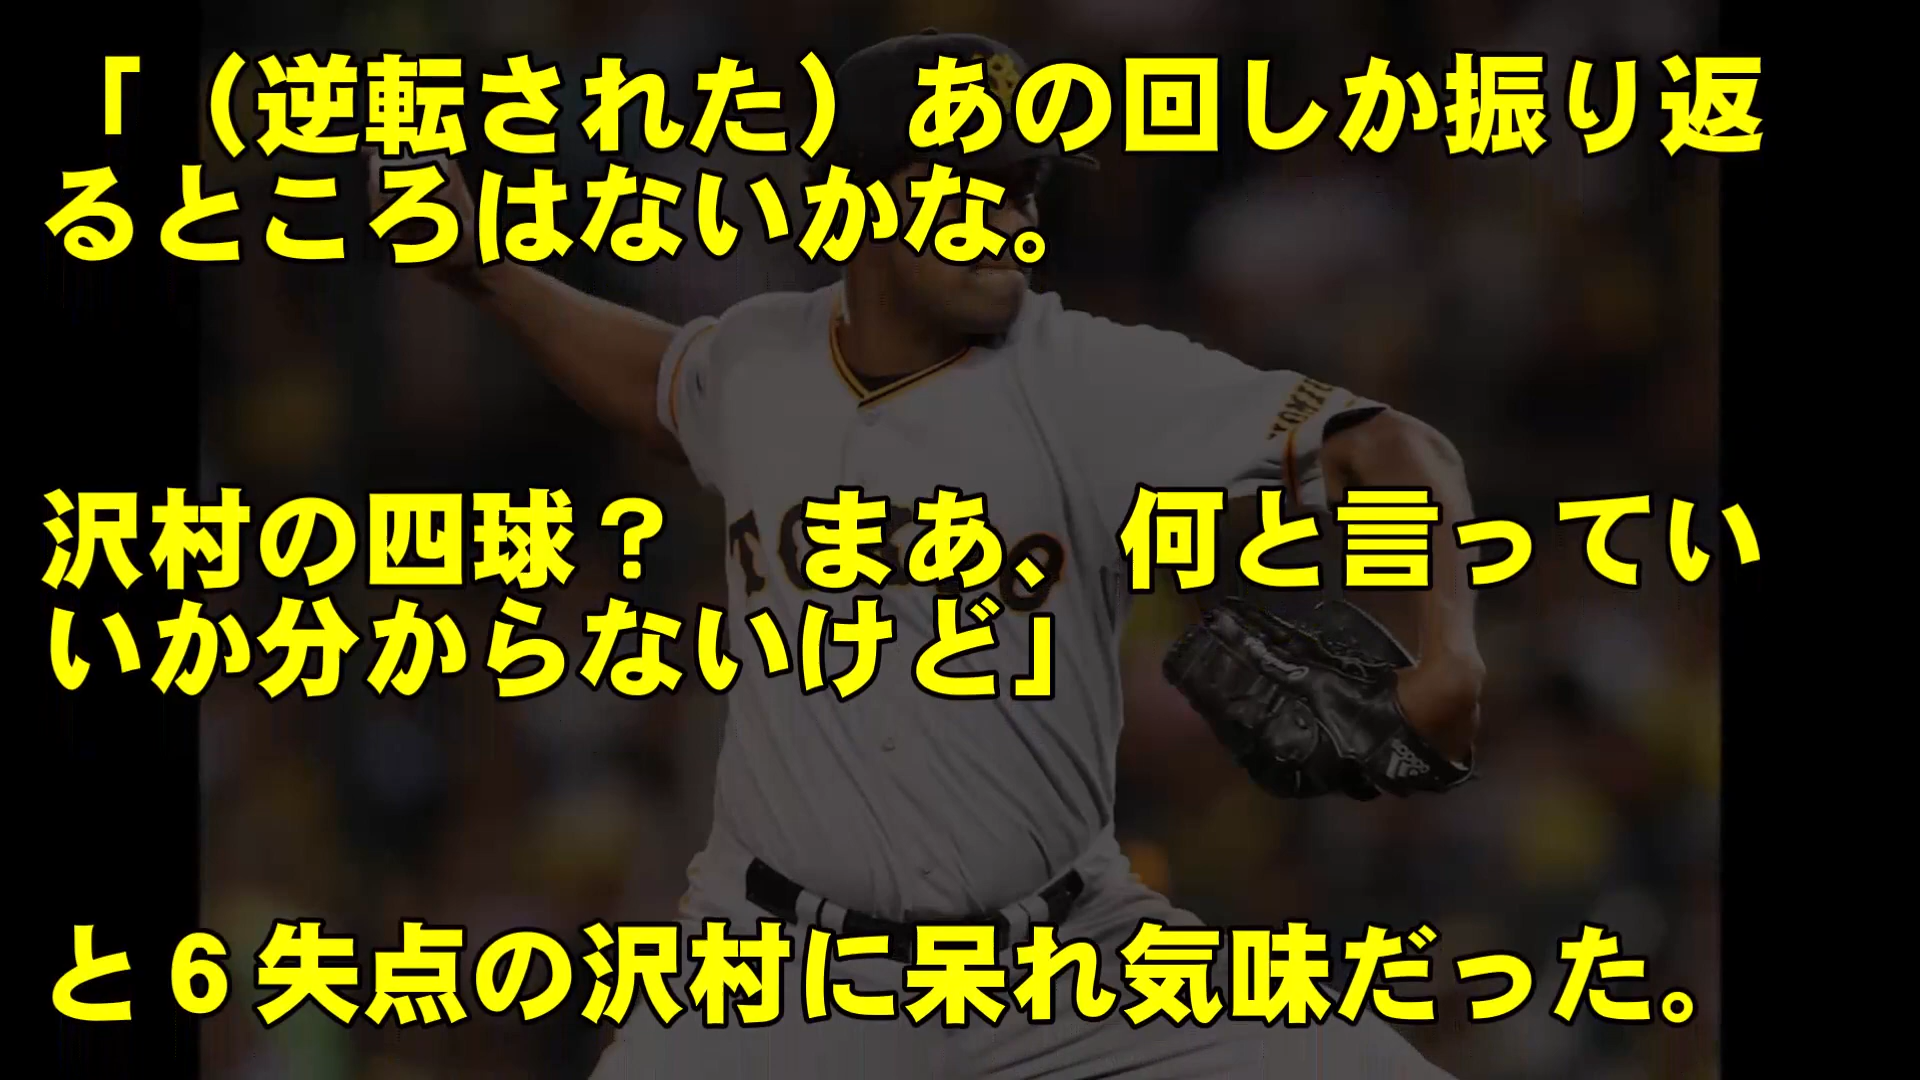 「（逆転された）あの回しか振り返
るところはないかな。
沢村の四球？　まあ、何と言ってい
いか分からないけど」
と６失点の沢村に呆れ気味だった。
TOKYO
YOMIU
adidas